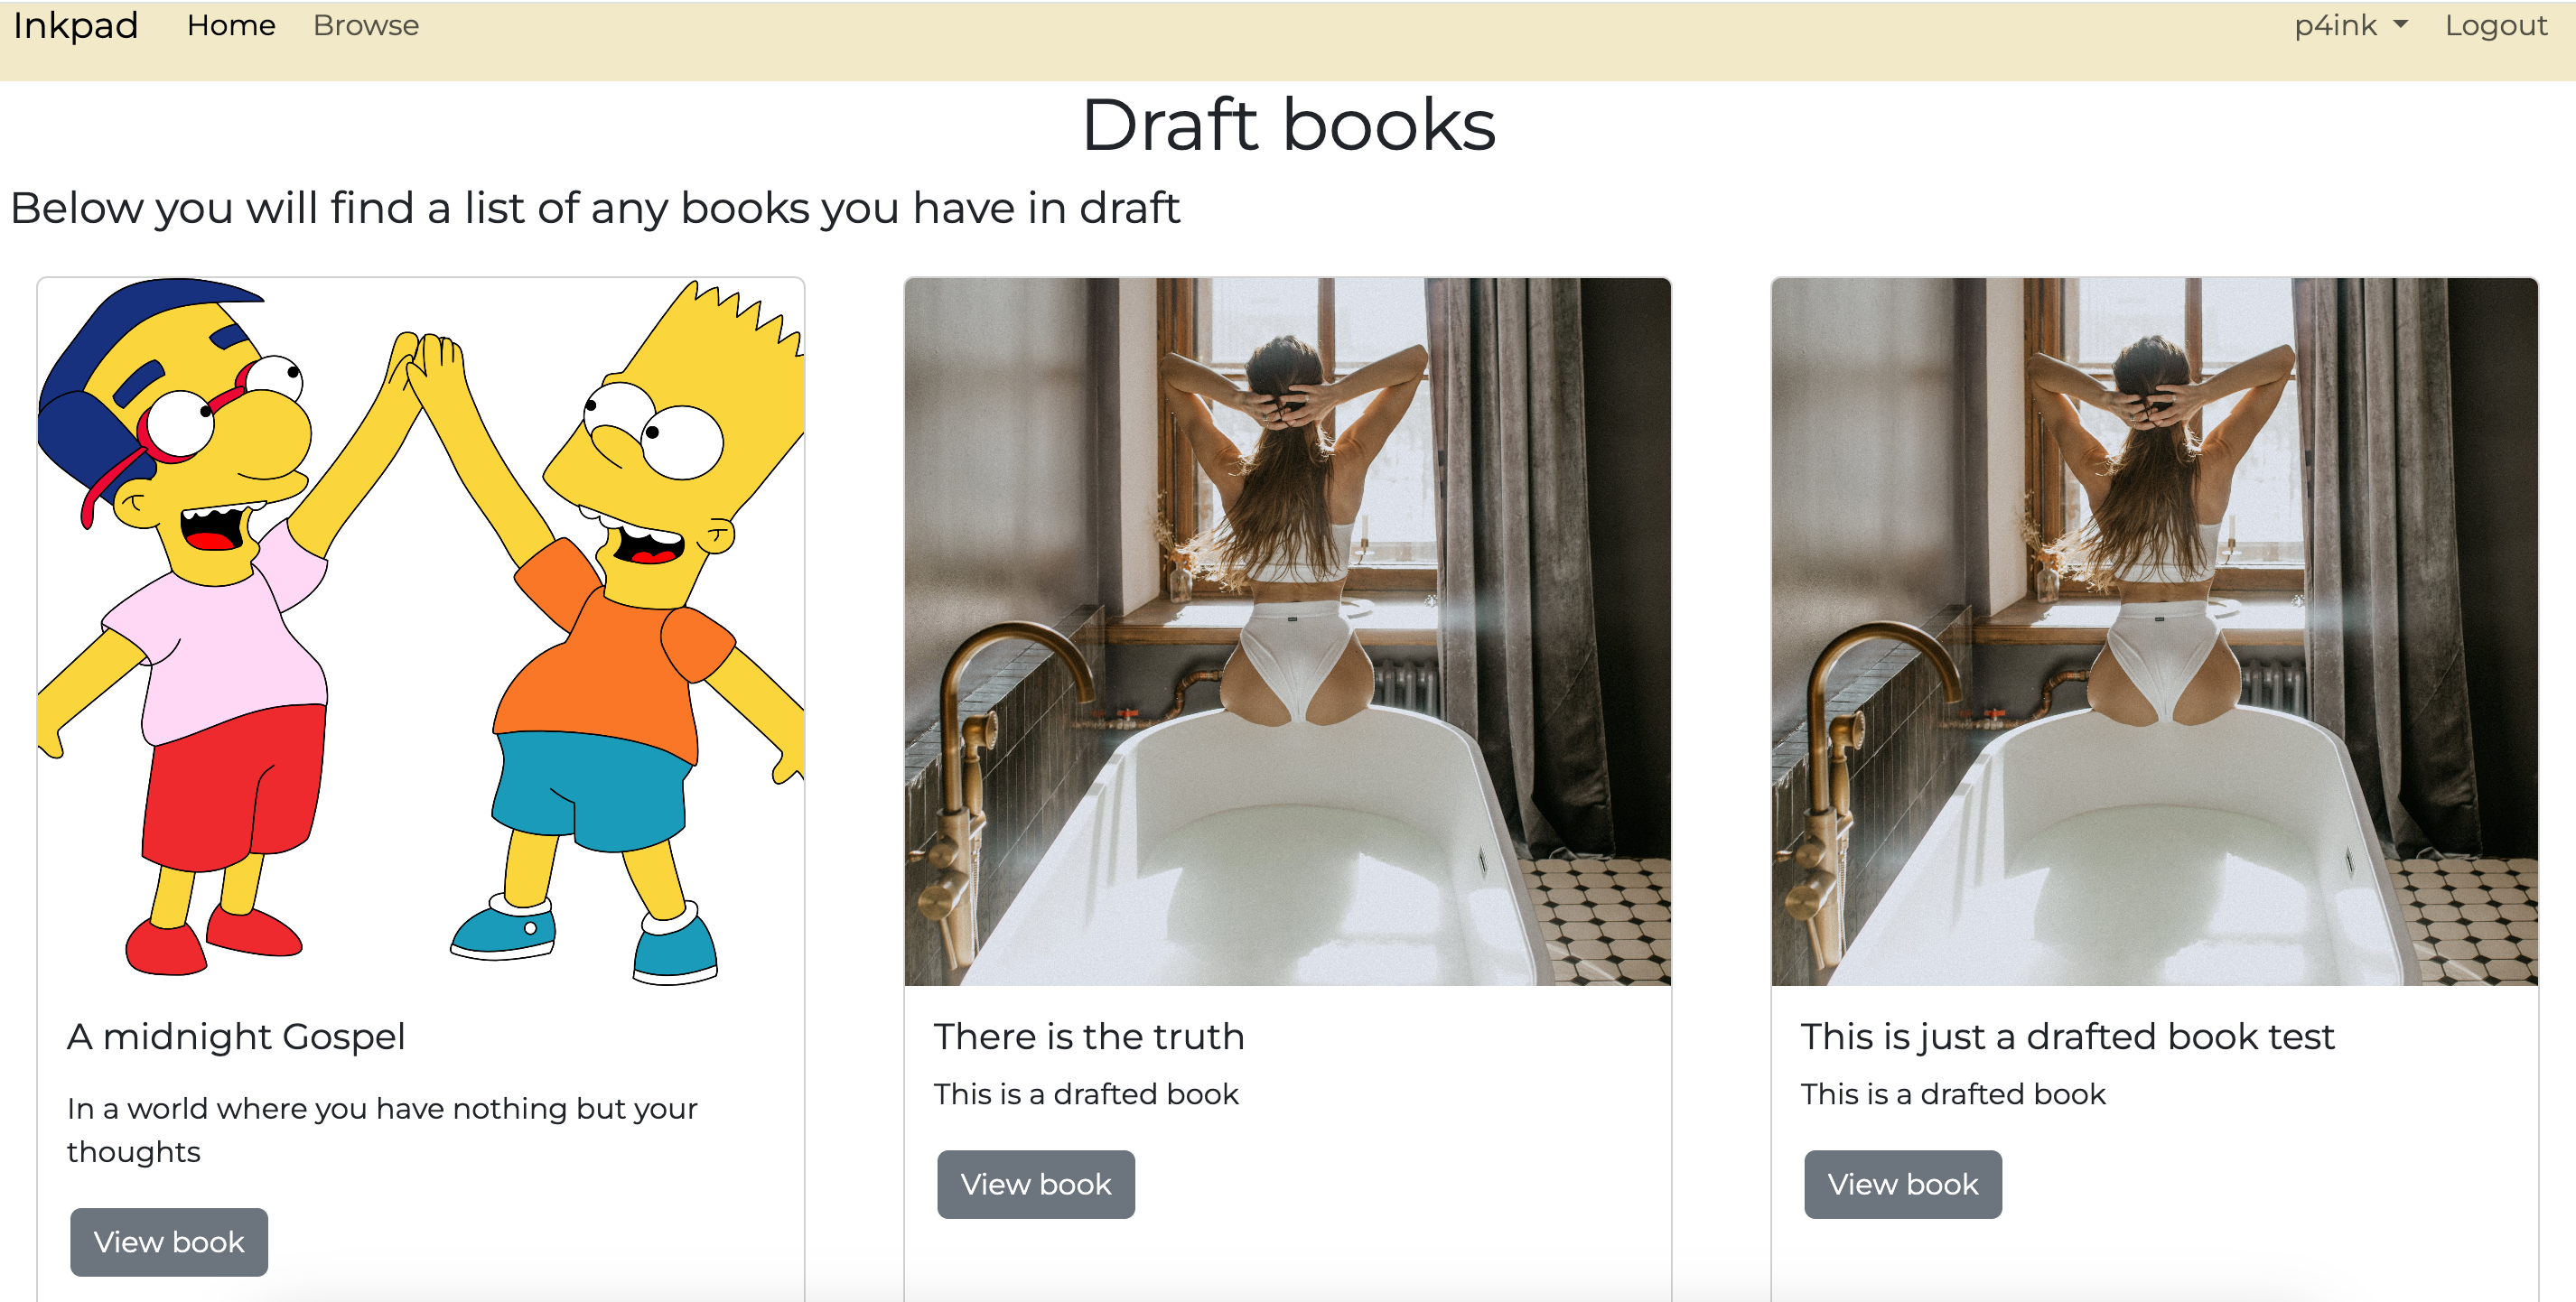 Inkpad Home Browse p4ink Logout
Draft books
Below you will find a list of any books you have in draft
A midnight Gospel
In a world where you have nothing but your
thoughts
View book
There is the truth
This is a drafted book
View book
This is just a drafted book test
This is a drafted book
View book